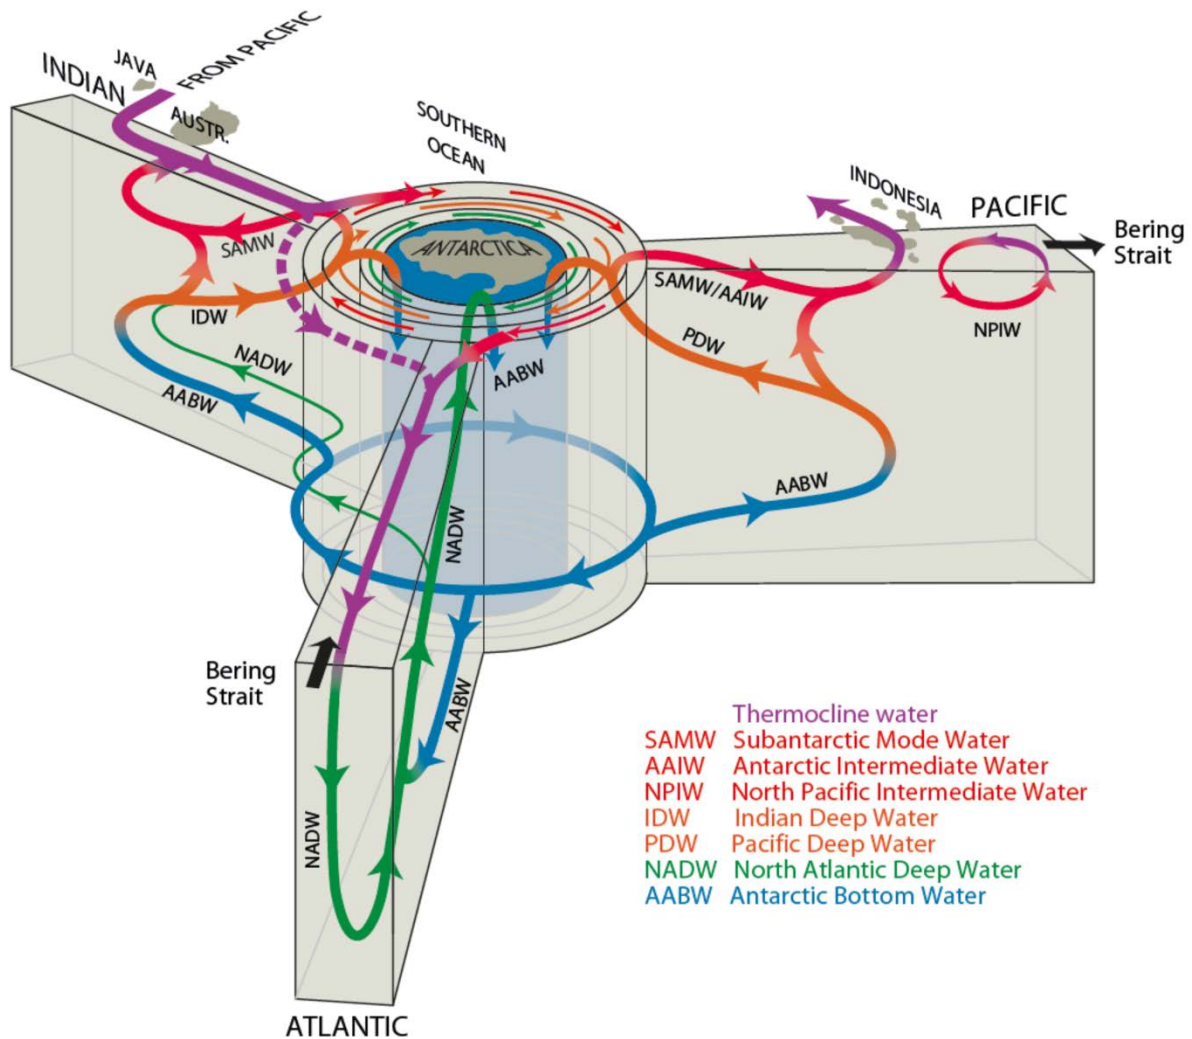 FROM PACIFIC
JAVA
INDIAN
AUSTR.
SOUTHERN
OCEAN
ANTARCTICA
INDONESIA
PACIFIC
Bering
Strait
SAMW
SAMW/AAIW
NPIW
IDW
PDW
NADW
AABW
AABW
AABW
NADW
Bering
Strait
AABW
NADW
ATLANTIC
Thermocline water
SAMW Subantarctic Mode Water
AAIW Antarctic Intermediate Water
NPIW North Pacific Intermediate Water
IDW Indian Deep Water
PDW Pacific Deep Water
NADW North Atlantic Deep Water
AABW Antarctic Bottom Water